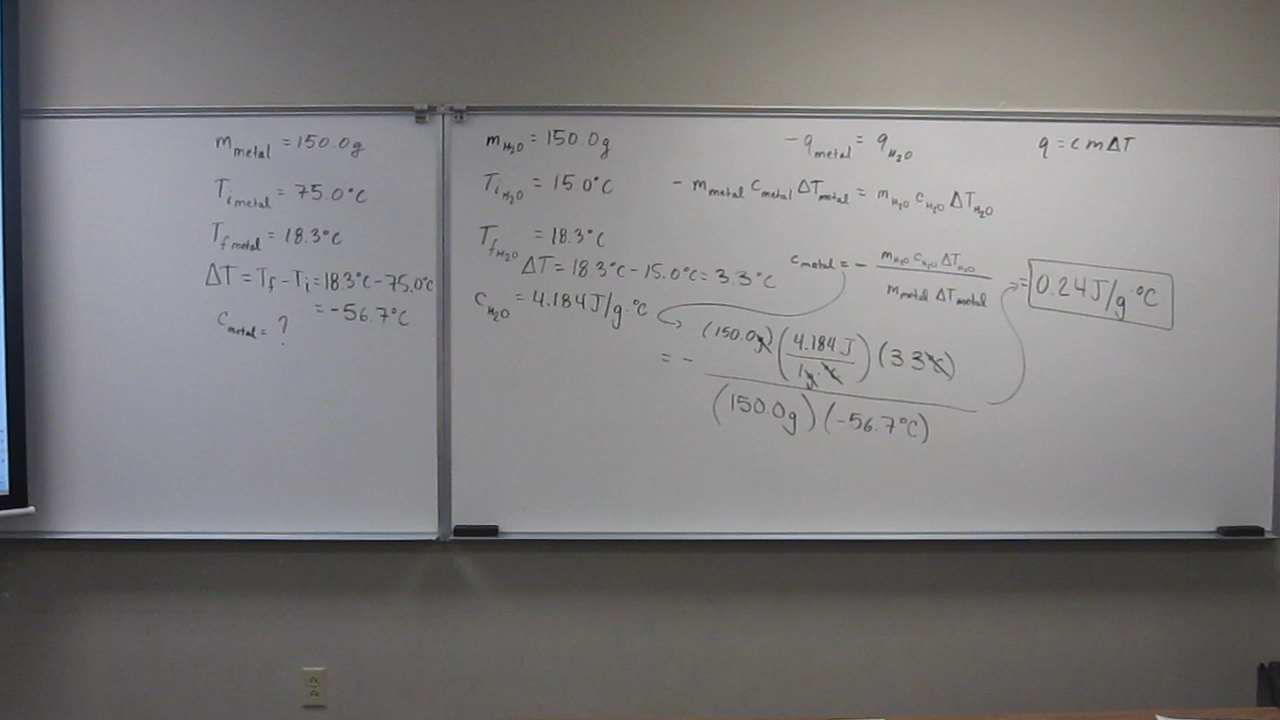 m_metal = 150.0g
T_i metal = 75.0°C
T_f metal = 18.3°C
ΔT = T_f - T_i = 18.3°C - 75.0°C
= -56.7°C
c_metal = ?
m_H₂O = 150.0g
T_i H₂O = 15.0°C
T_f H₂O = 18.3°C
ΔT = 18.3°C - 15.0°C = 3.3°C
c_H₂O = 4.184 J/g·°C
-q_metal = q_H₂O
q = cmΔT
- m_metal c_metal ΔT_metal = m_H₂O c_H₂O ΔT_H₂O
c_metal = - m_H₂O c_H₂O ΔT_H₂O / m_metal ΔT_metal = 0.24 J/g·°C
= - (150.0g) (4.184 J / 1g·°C) (3.3°C) / (150.0g) (-56.7°C)